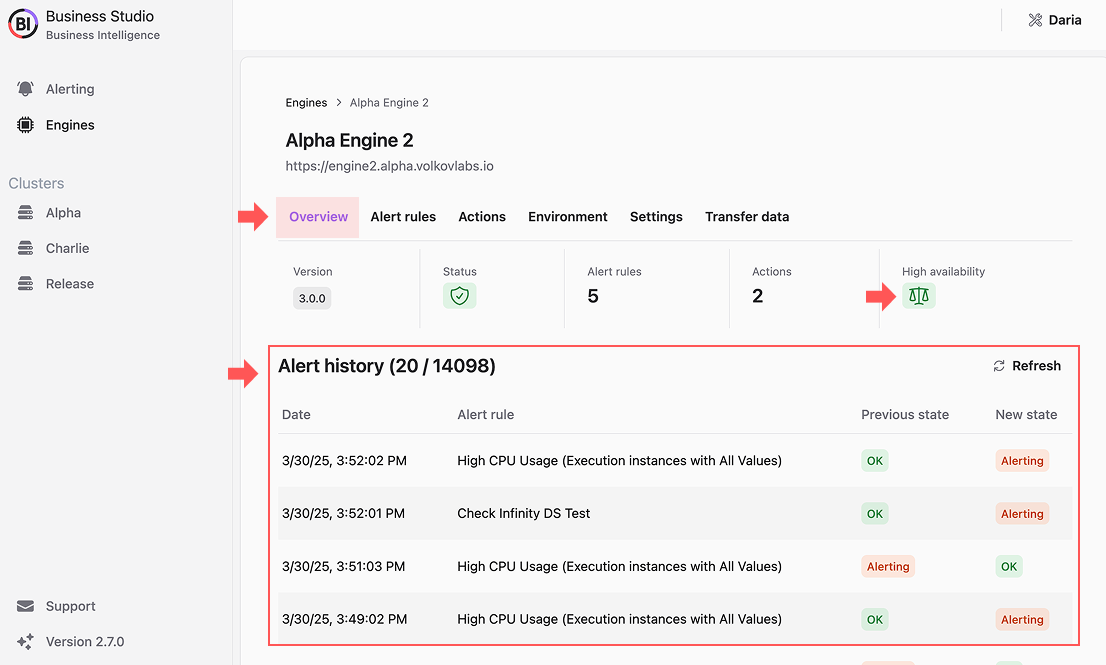 BI
Business Studio
Business Intelligence
Daria
Alerting
Engines
Clusters
Alpha
Charlie
Release
Support
Version 2.7.0
Engines > Alpha Engine 2
Alpha Engine 2
https://engine2.alpha.volkovlabs.io
Overview Alert rules Actions Environment Settings Transfer data
Version Status Alert rules Actions High availability
3.0.0 5 2
Alert history (20 / 14098) Refresh
Date Alert rule Previous state New state
3/30/25, 3:52:02 PM High CPU Usage (Execution instances with All Values) OK Alerting
3/30/25, 3:52:01 PM Check Infinity DS Test OK Alerting
3/30/25, 3:51:03 PM High CPU Usage (Execution instances with All Values) Alerting OK
3/30/25, 3:49:02 PM High CPU Usage (Execution instances with All Values) OK Alerting